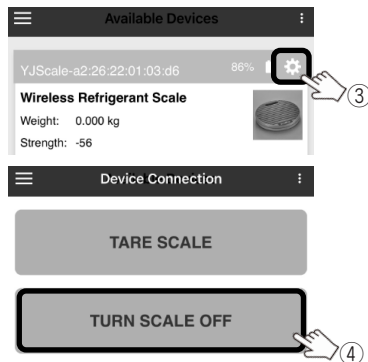 Available Devices
YJScale-a2:26:22:01:03:d6 86%
Wireless Refrigerant Scale
Weight: 0.000 kg
Strength: -56
③
Device Connection
TARE SCALE
TURN SCALE OFF
④